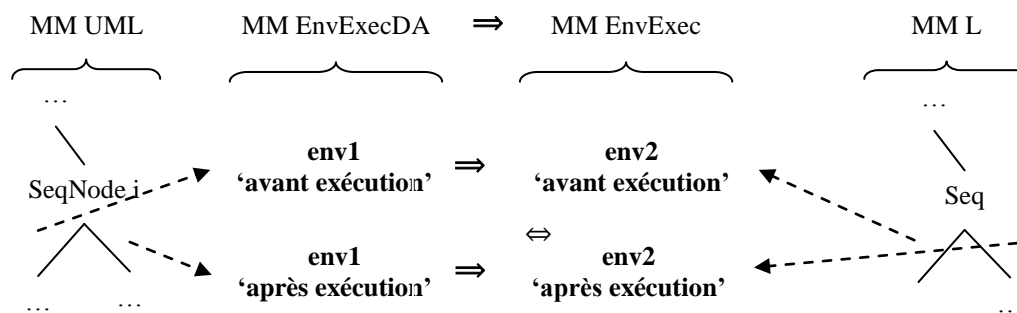 MM UML MM EnvExecDA ⇒ MM EnvExec MM L
… …
env1 ⇒ env2
'avant exécution' 'avant exécution'
SeqNode i Seq
⇔
env1 ⇒ env2
'après exécution' 'après exécution'
… … …